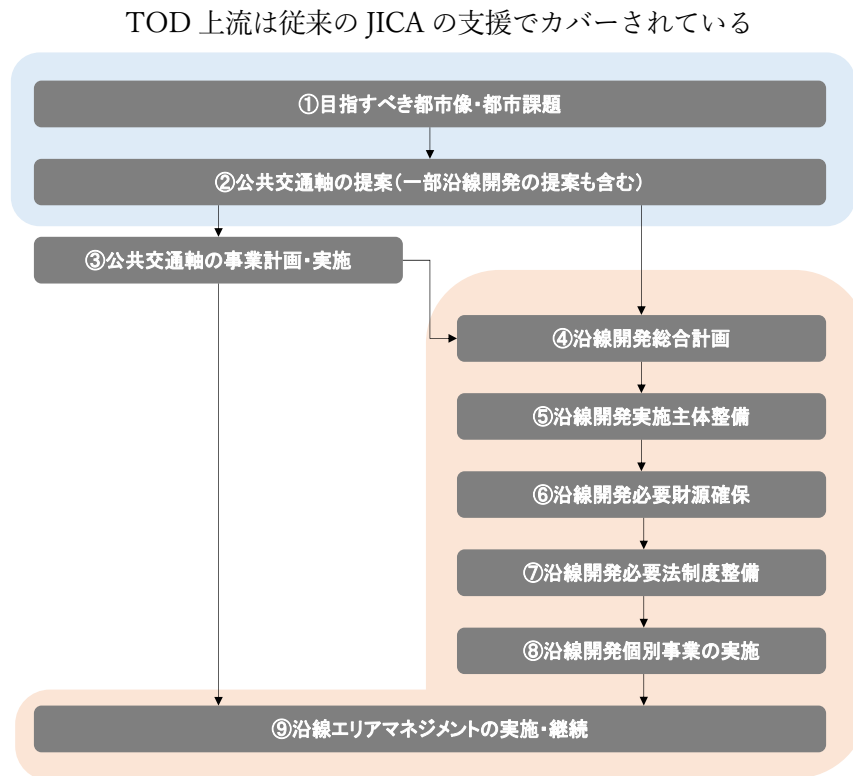 TOD 上流は従来の JICA の支援でカバーされている
①目指すべき都市像・都市課題
②公共交通軸の提案(一部沿線開発の提案も含む)
③公共交通軸の事業計画・実施
④沿線開発総合計画
⑤沿線開発実施主体整備
⑥沿線開発必要財源確保
⑦沿線開発必要法制度整備
⑧沿線開発個別事業の実施
⑨沿線エリアマネジメントの実施・継続